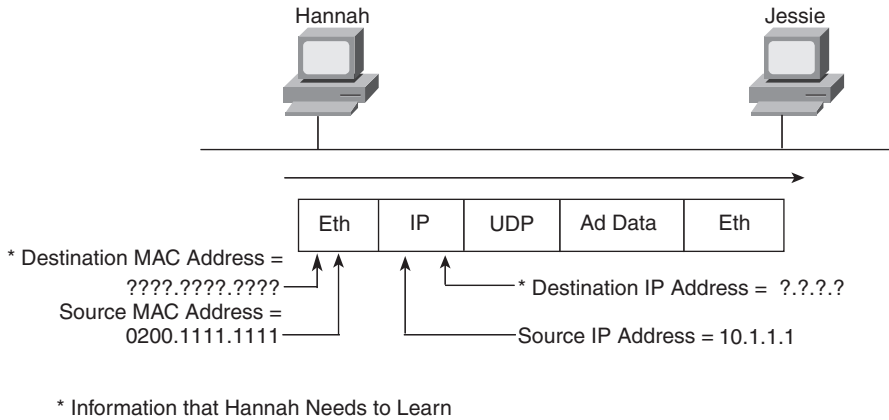 Hannah
Jessie
Eth
IP
UDP
Ad Data
Eth
* Destination MAC Address =
????.????.????
Source MAC Address =
0200.1111.1111
* Destination IP Address = ?.?.?.?
Source IP Address = 10.1.1.1
* Information that Hannah Needs to Learn